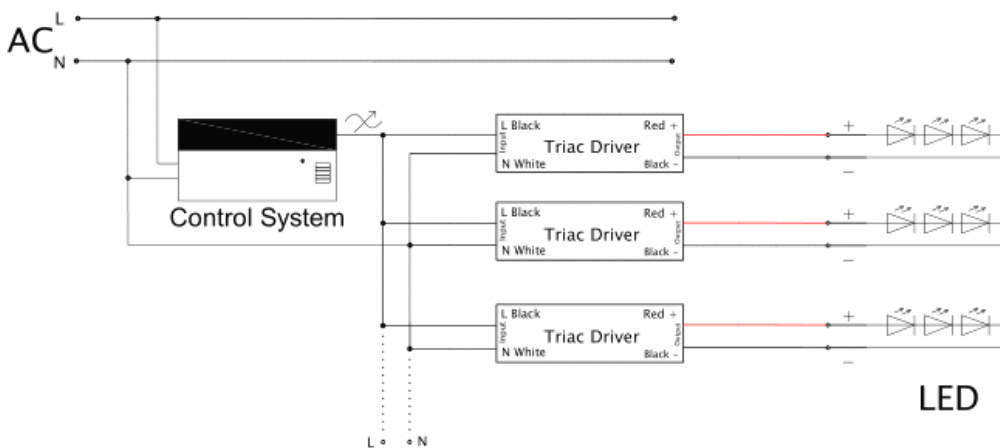 AC
L
N
Control System
L Black
Red +
Input
Triac Driver
Output
N White
Black -
+
−
L Black
Red +
Input
Triac Driver
Output
N White
Black -
+
−
L Black
Red +
Input
Triac Driver
Output
N White
Black -
+
−
LED
L
N